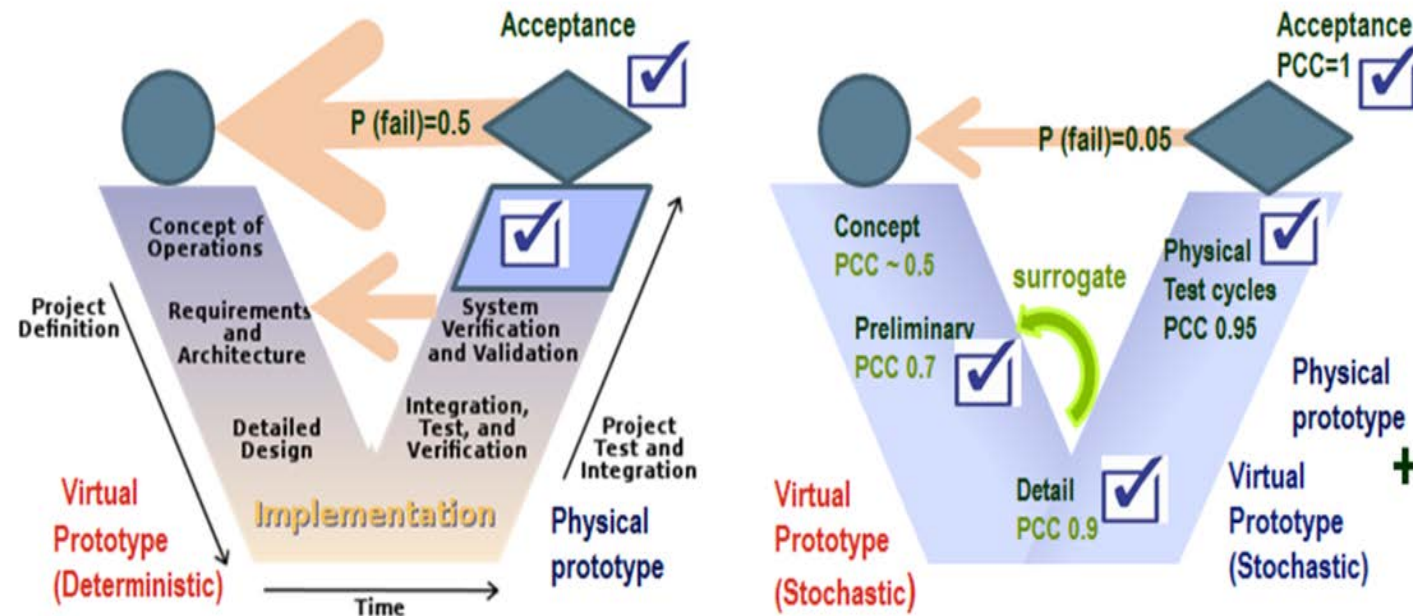 Acceptance
P (fail)=0.5
Concept of
Operations
Project
Definition
Requirements
and
Architecture
System
Verification
and Validation
Detailed
Design
Integration,
Test, and
Verification
Project
Test and
Integration
Virtual
Prototype
(Deterministic)
Implementation
Physical
prototype
Time
Acceptance
PCC=1
P (fail)=0.05
Concept
PCC ~ 0.5
surrogate
Physical
Test cycles
PCC 0.95
Preliminary
PCC 0.7
Physical
prototype
+
Detail
PCC 0.9
Virtual
Prototype
(Stochastic)
Virtual
Prototype
(Stochastic)